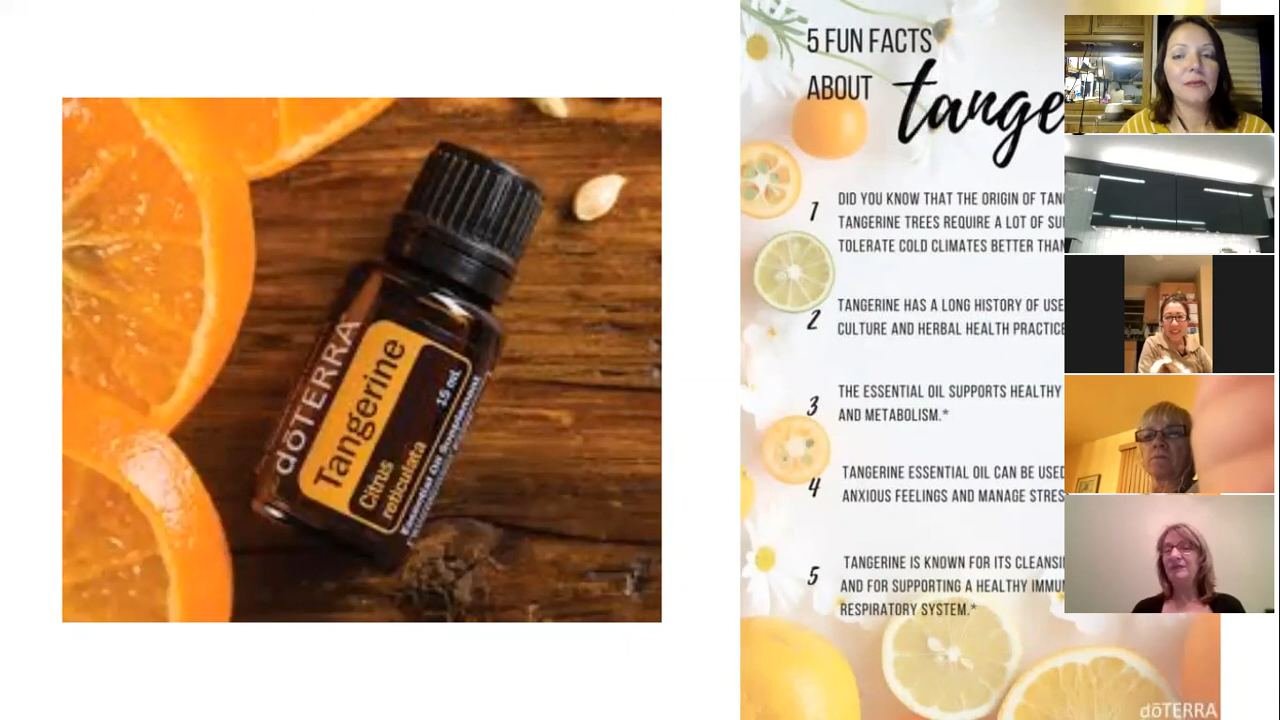 dōTERRA
Tangerine
15 mL
Citrus
reticulata
Essential Oil Supplement
5 FUN FACTS
ABOUT tange
1 DID YOU KNOW THAT THE ORIGIN OF TAN
TANGERINE TREES REQUIRE A LOT OF SU
TOLERATE COLD CLIMATES BETTER THAN
2 TANGERINE HAS A LONG HISTORY OF USE
CULTURE AND HERBAL HEALTH PRACTICE
3 THE ESSENTIAL OIL SUPPORTS HEALTHY
AND METABOLISM.*
4 TANGERINE ESSENTIAL OIL CAN BE USED
ANXIOUS FEELINGS AND MANAGE STRES
5 TANGERINE IS KNOWN FOR ITS CLEANSI
AND FOR SUPPORTING A HEALTHY IMMU
RESPIRATORY SYSTEM.*
dōTERRA